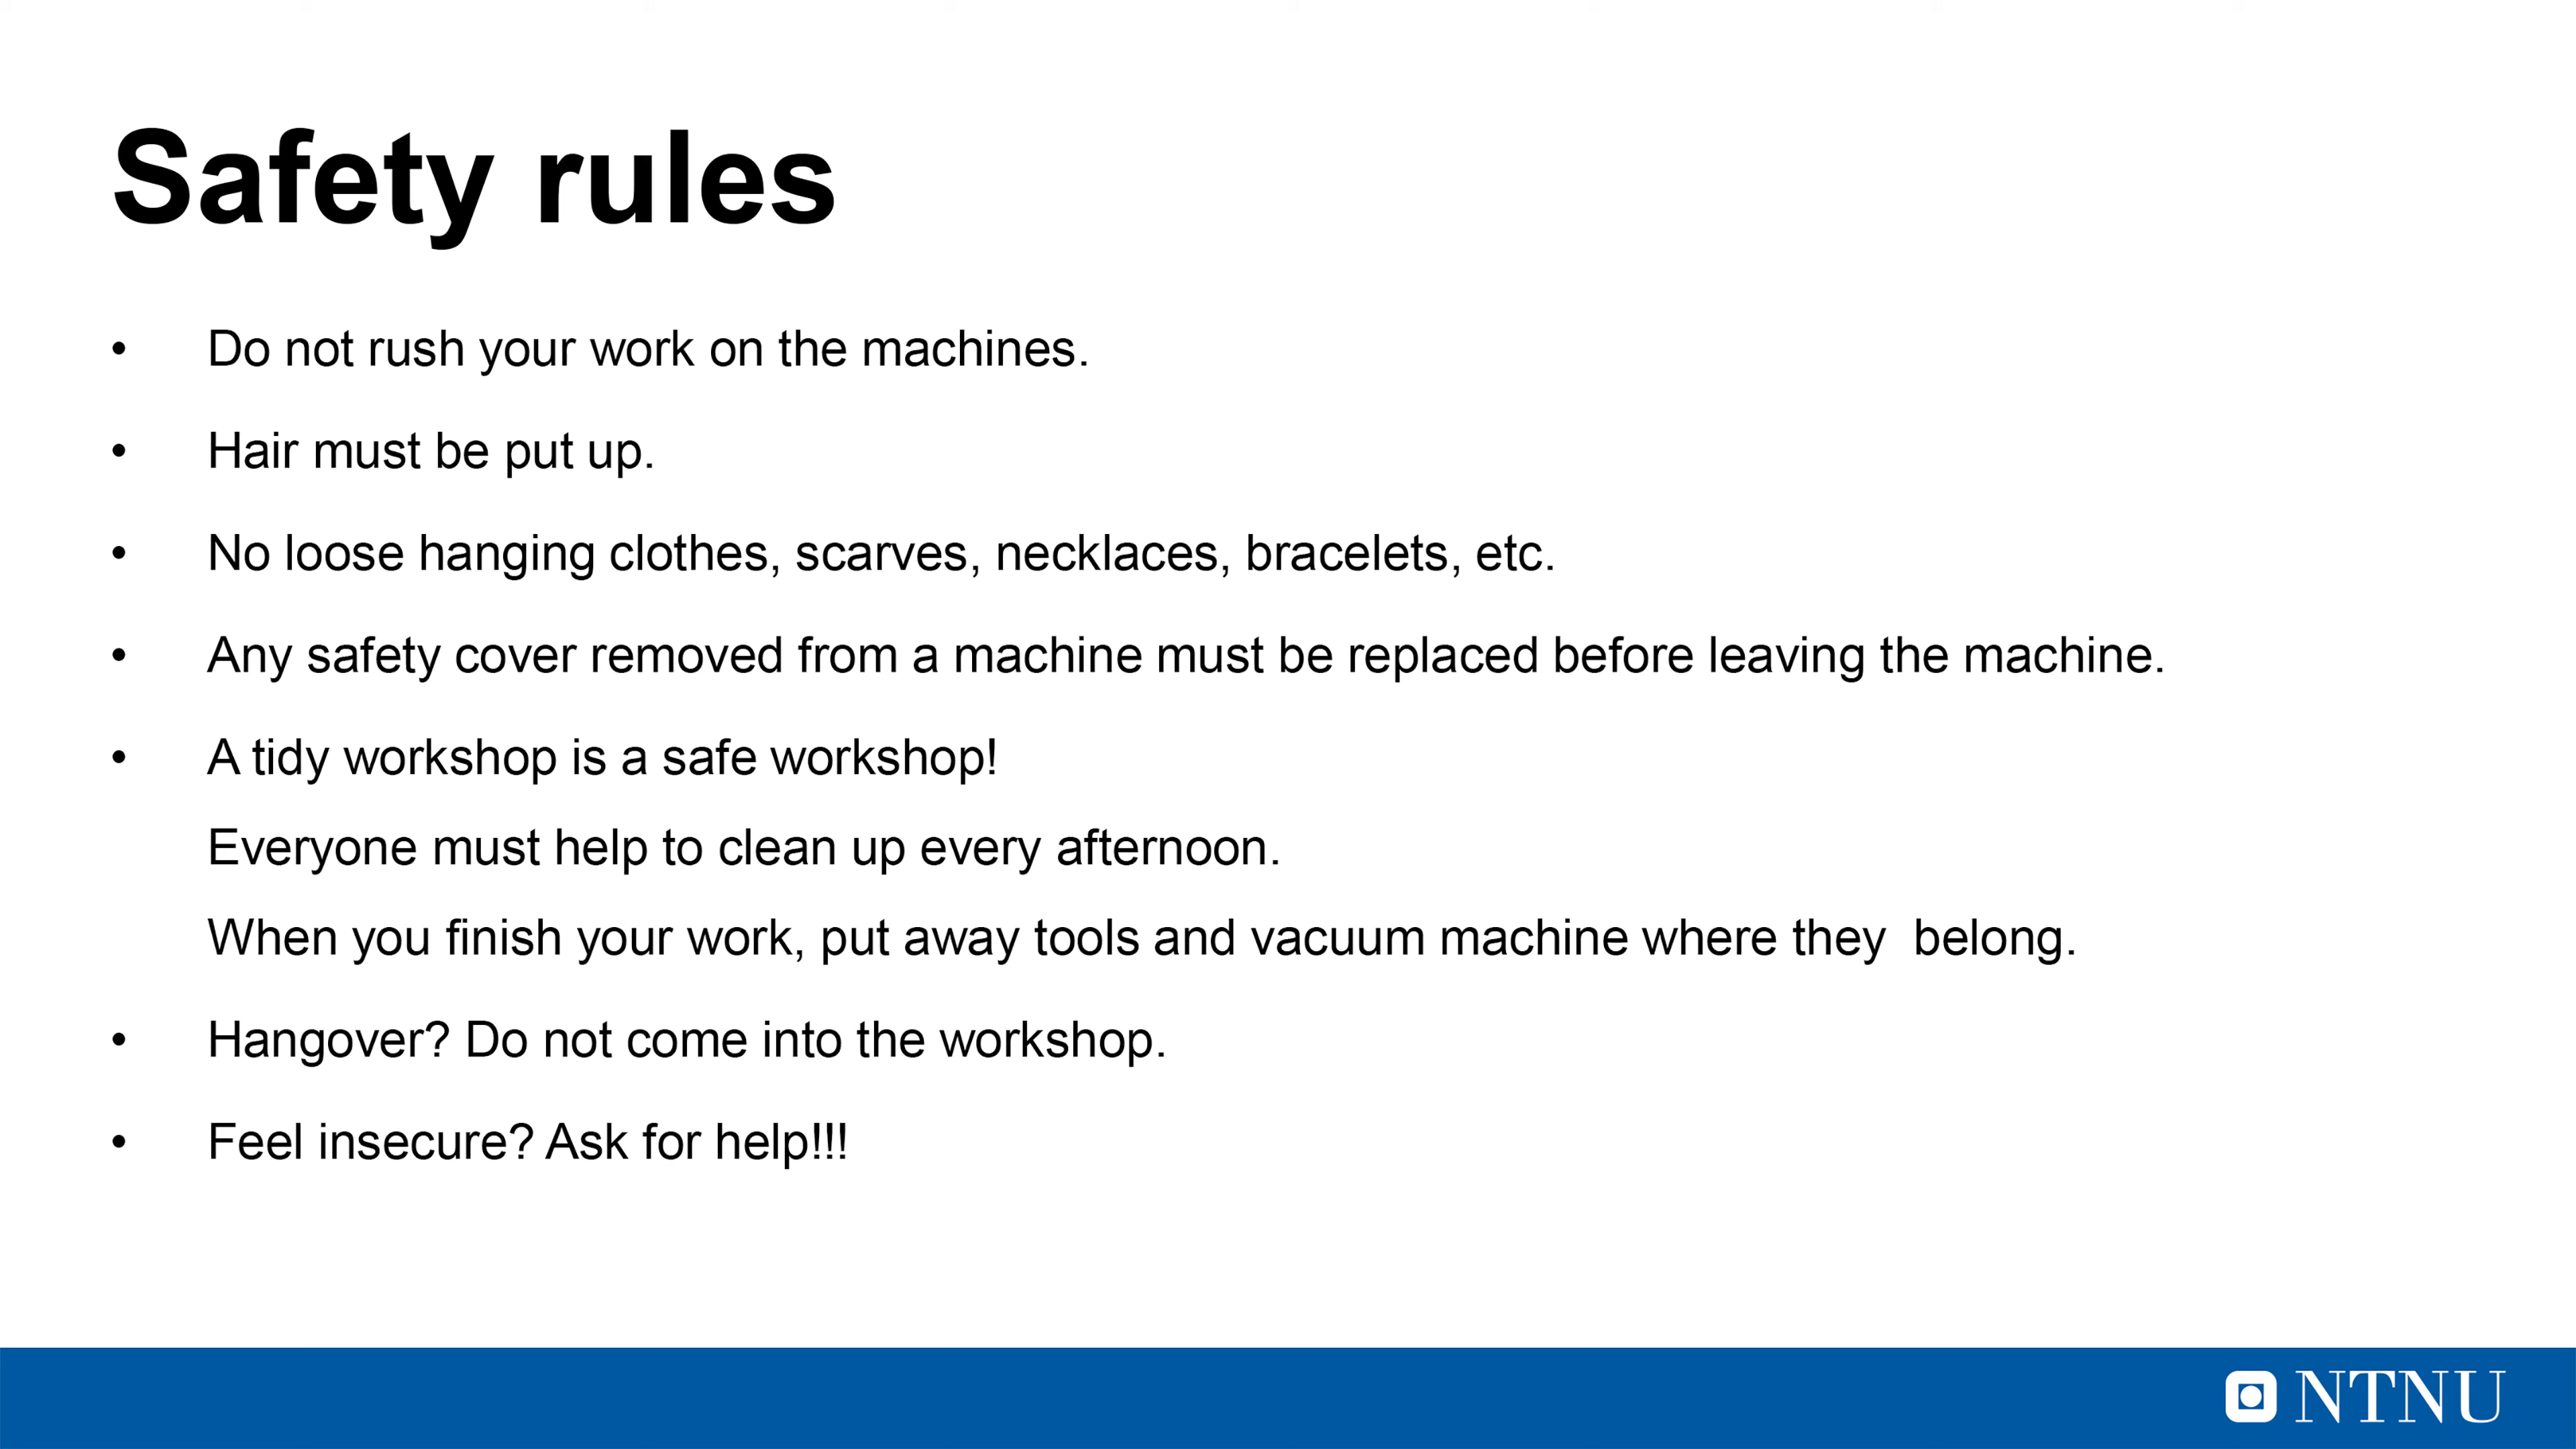 Safety rules
• Do not rush your work on the machines.
• Hair must be put up.
• No loose hanging clothes, scarves, necklaces, bracelets, etc.
• Any safety cover removed from a machine must be replaced before leaving the machine.
• A tidy workshop is a safe workshop!
Everyone must help to clean up every afternoon.
When you finish your work, put away tools and vacuum machine where they  belong.
• Hangover? Do not come into the workshop.
• Feel insecure? Ask for help!!!
NTNU